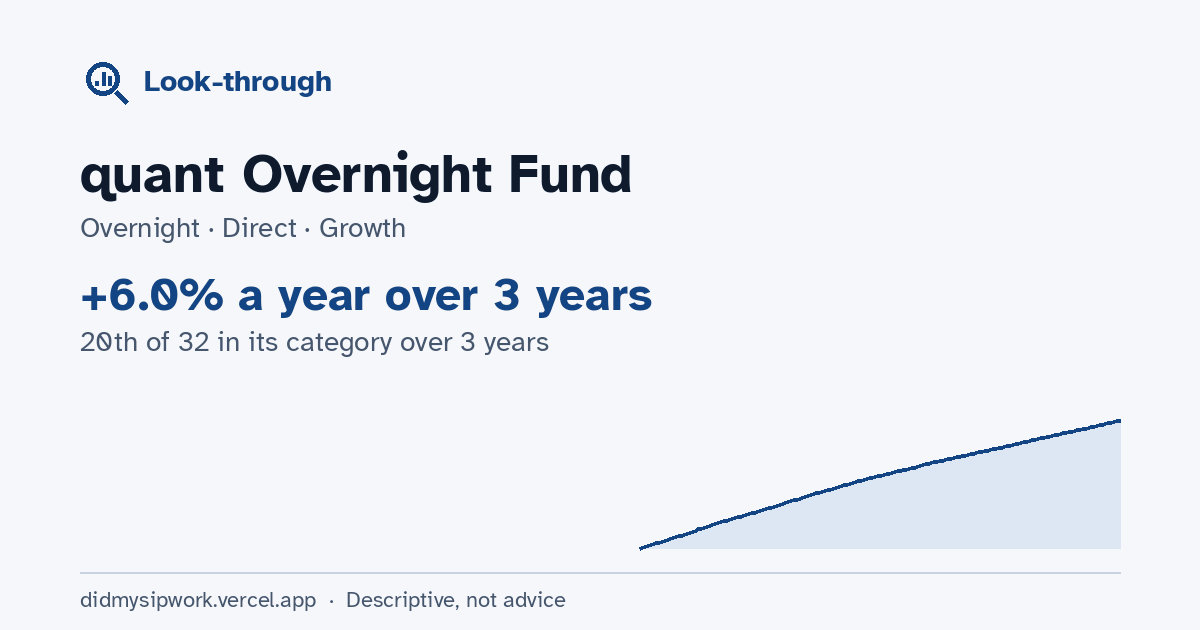 Look-through
quant Overnight Fund
Overnight · Direct · Growth
+6.0% a year over 3 years
20th of 32 in its category over 3 years
didmysipwork.vercel.app · Descriptive, not advice